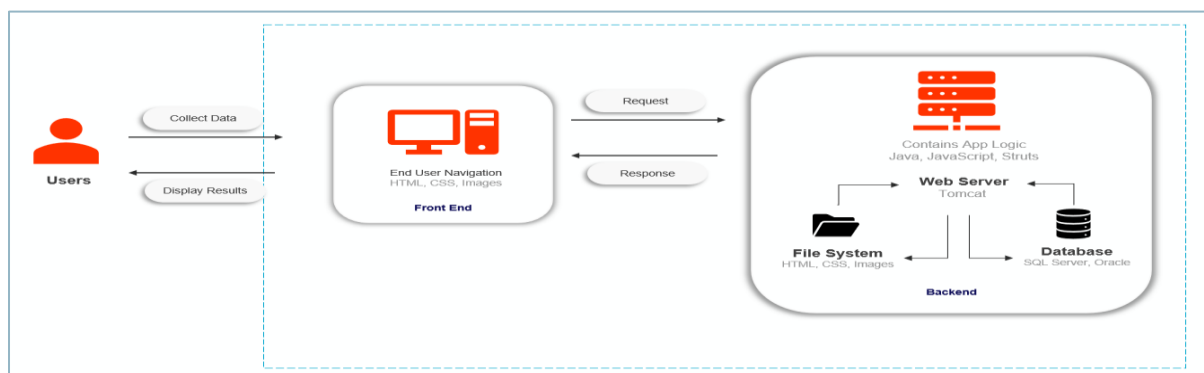 Users
Collect Data
Display Results
End User Navigation
HTML, CSS, Images
Front End
Request
Response
Contains App Logic
Java, JavaScript, Struts
Web Server
Tomcat
File System
HTML, CSS, Images
Database
SQL Server, Oracle
Backend